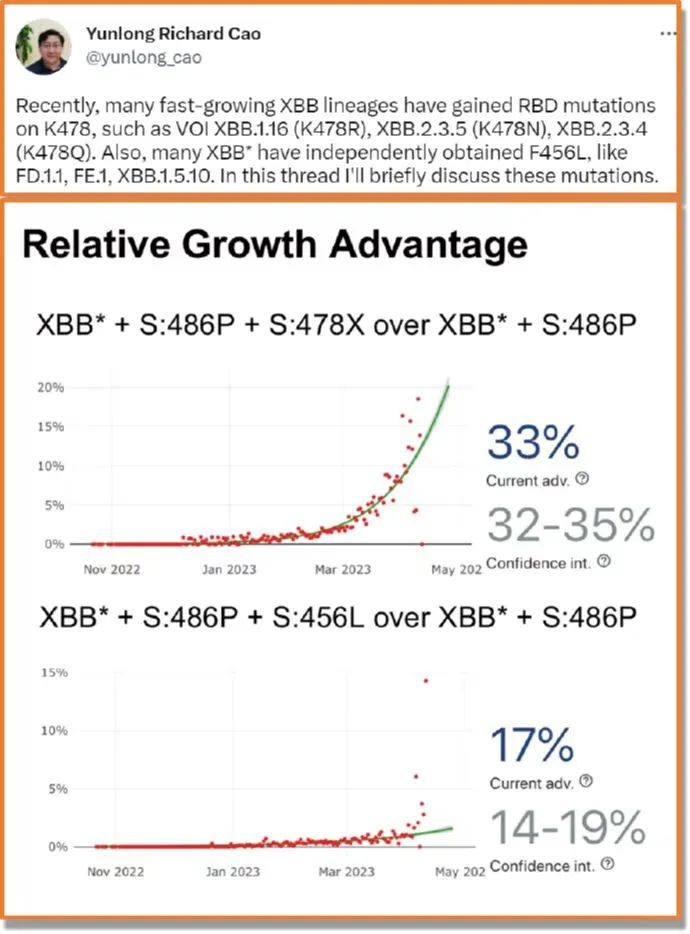 Yunlong Richard Cao
@yunlong_cao
Recently, many fast-growing XBB lineages have gained RBD mutations
on K478, such as VOI XBB.1.16 (K478R), XBB.2.3.5 (K478N), XBB.2.3.4
(K478Q). Also, many XBB* have independently obtained F456L, like
FD.1.1, FE.1, XBB.1.5.10. In this thread I'll briefly discuss these mutations.
Relative Growth Advantage
XBB* + S:486P + S:478X over XBB* + S:486P
20%
15%
10%
5%
0%
Nov 2022 Jan 2023 Mar 2023 May 202
33%
Current adv.
32-35%
Confidence int.
XBB* + S:486P + S:456L over XBB* + S:486P
15%
10%
5%
0%
Nov 2022 Jan 2023 Mar 2023 May 202
17%
Current adv.
14-19%
Confidence int.